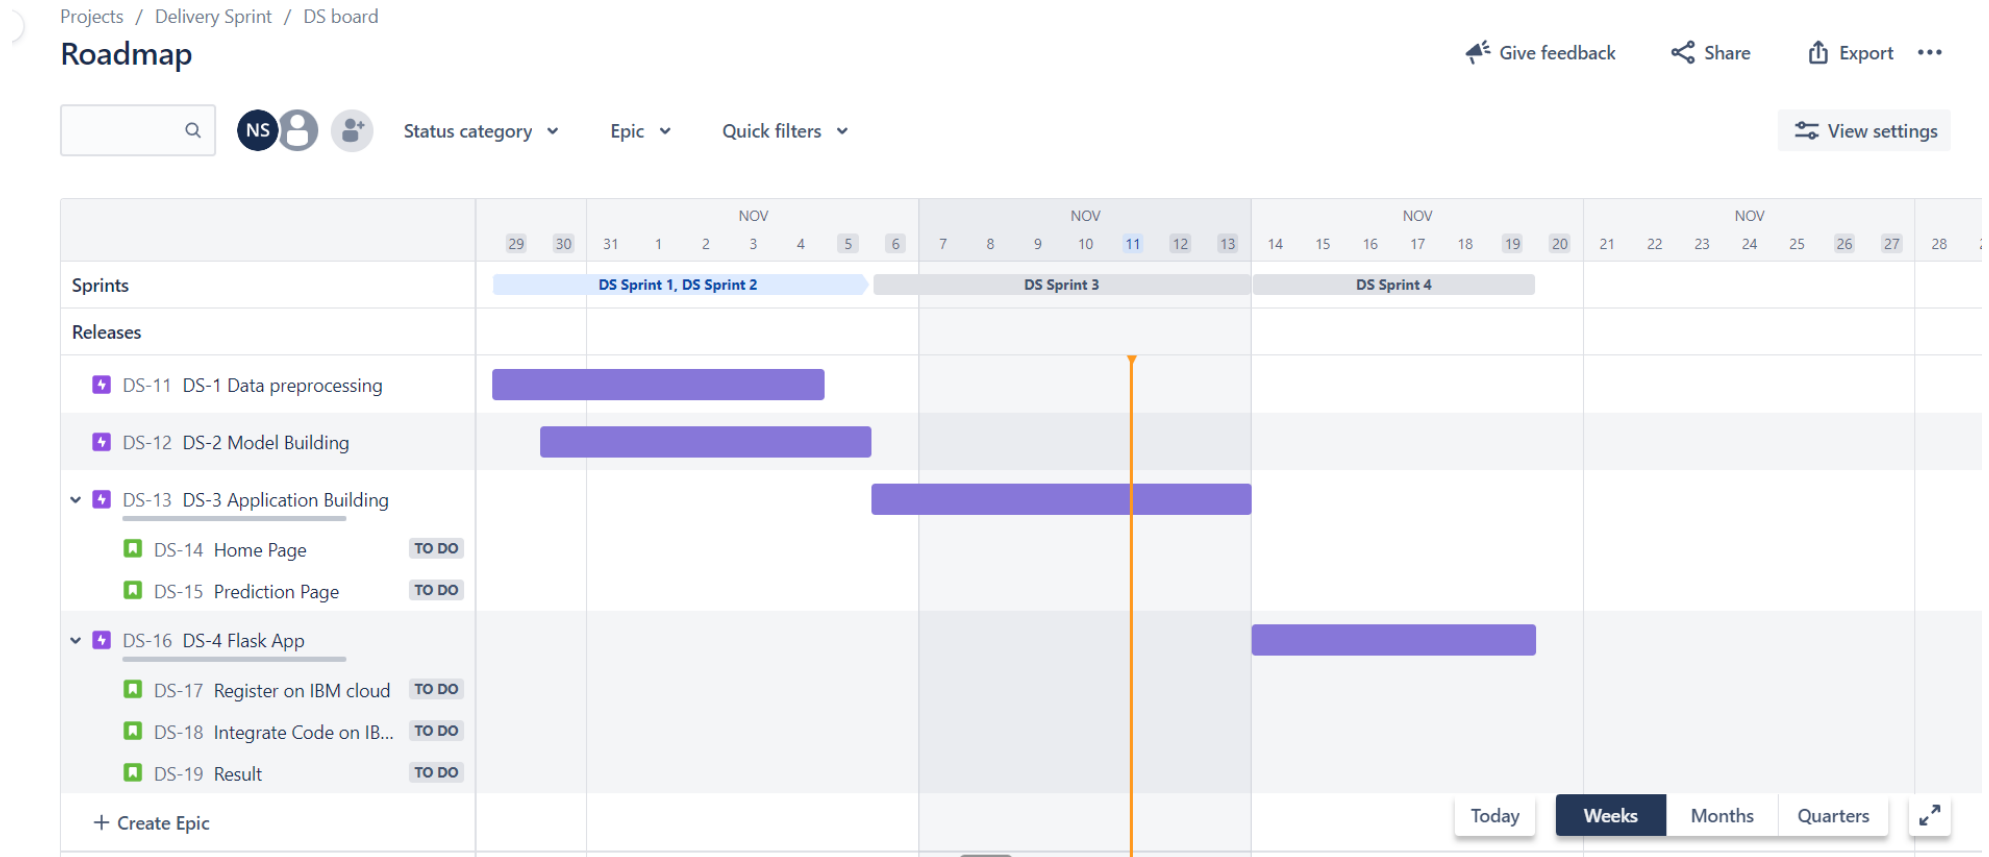 Projects / Delivery Sprint / DS board
Roadmap
Give feedback Share Export
NS Status category Epic Quick filters View settings
NOV NOV NOV NOV
29 30 31 1 2 3 4 5 6 7 8 9 10 11 12 13 14 15 16 17 18 19 20 21 22 23 24 25 26 27 28
Sprints DS Sprint 1, DS Sprint 2 DS Sprint 3 DS Sprint 4
Releases
DS-11 DS-1 Data preprocessing
DS-12 DS-2 Model Building
DS-13 DS-3 Application Building
DS-14 Home Page TO DO
DS-15 Prediction Page TO DO
DS-16 DS-4 Flask App
DS-17 Register on IBM cloud TO DO
DS-18 Integrate Code on IB... TO DO
DS-19 Result TO DO
+ Create Epic
Today Weeks Months Quarters